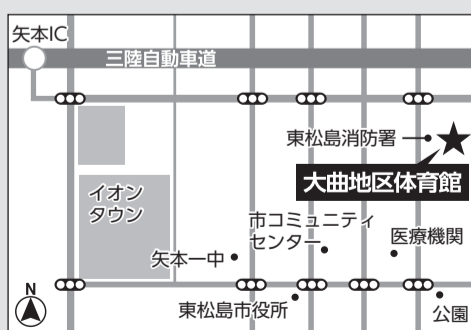 矢本IC
三陸自動車道
東松島消防署
大曲地区体育館
イオン
タウン
市コミュニティ
センター
医療機関
矢本一中
東松島市役所
公園
N